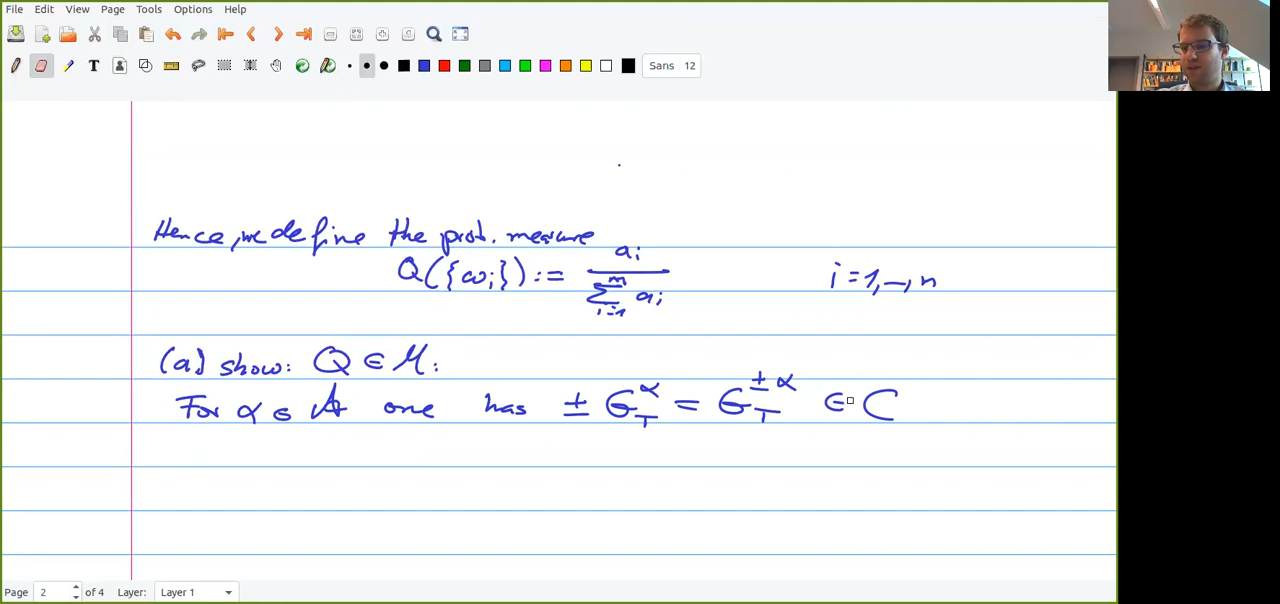 File Edit View Page Tools Options Help
Sans 12
Hence, we define the prob. measure
Q({ω_i}) := a_i / ∑_{i=1}^{m} a_i    i = 1, ..., n
(a) show: Q ∈ M:
For α ∈ A one has ± G_T^α = G_T^{±α} ∈ C
Page 2 of 4 Layer: Layer 1